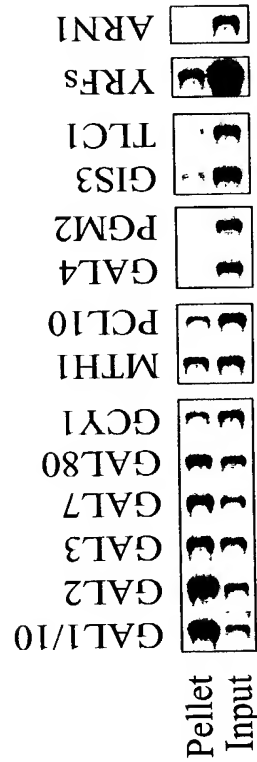 ARN1
YRFs
TLC1
GIS3
PGM2
GAL4
PCL10
MTH1
GCY1
GAL80
GAL7
GAL3
GAL2
GAL1/10
Pellet
Input